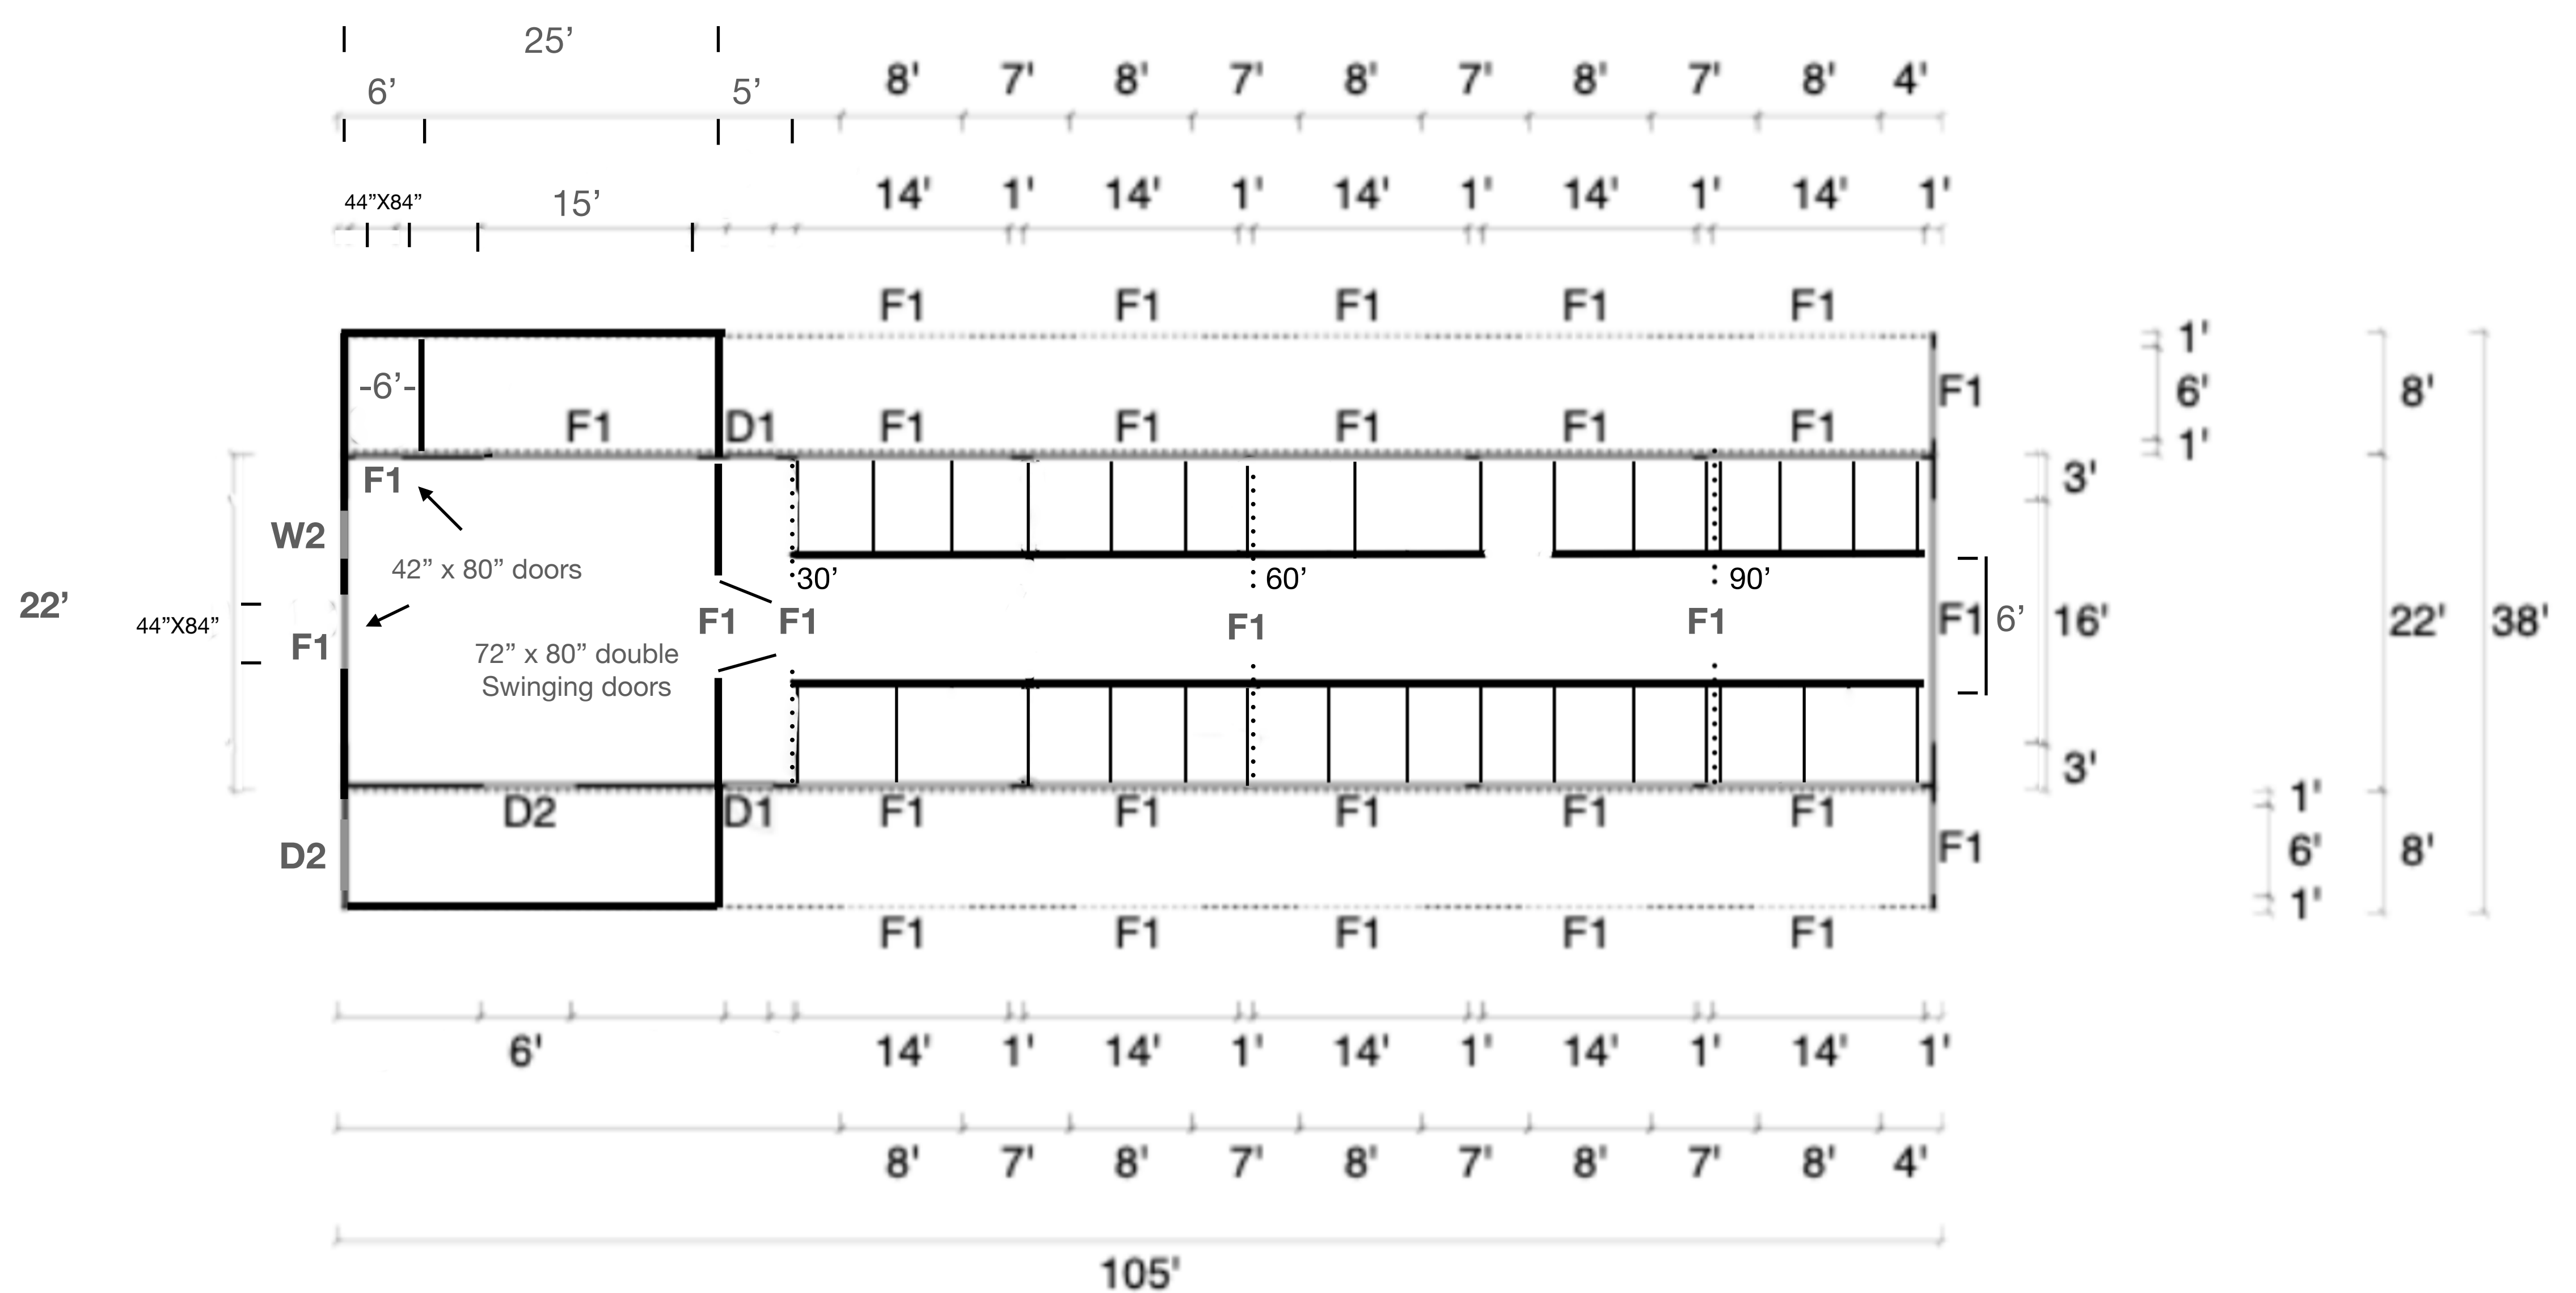 25’
6’ 5’ 8' 7' 8' 7' 8' 7' 8' 7' 8' 4'
44”X84” 15’ 14' 1' 14' 1' 14' 1' 14' 1' 14' 1'
F1 F1 F1 F1 F1
1'
-6’- F1 6' 8'
F1 D1 F1 F1 F1 F1 F1
1'
F1 3'
W2
42” x 80” doors 30’ 60’ 90’
22’ 44”X84” F1 F1 F1 F1 F1 F1 6’ 16' 22' 38'
72” x 80” double
Swinging doors
3'
D2 D1 F1 F1 F1 F1 F1 1'
D2 F1 6' 8'
1'
F1 F1 F1 F1 F1
6' 14' 1' 14' 1' 14' 1' 14' 1' 14' 1'
8' 7' 8' 7' 8' 7' 8' 7' 8' 4'
105'